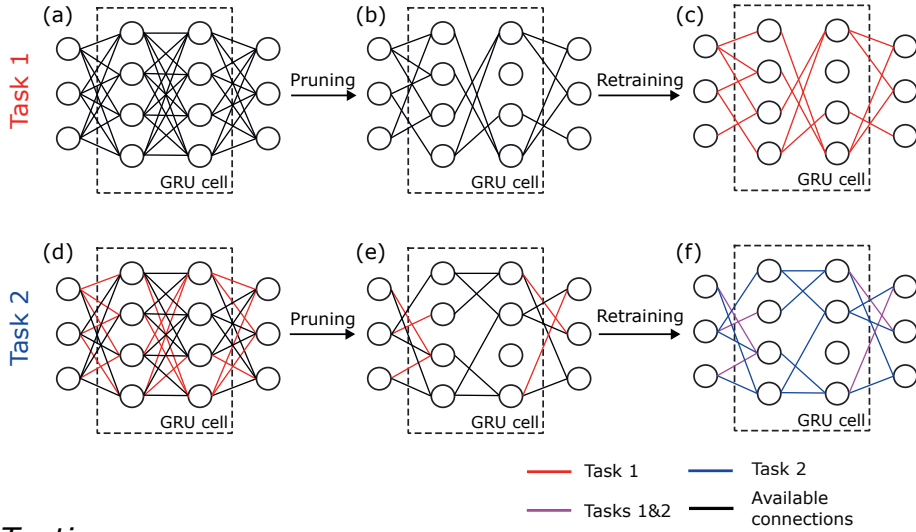 (a)
(b)
(c)
Task 1
Pruning
Retraining
GRU cell
GRU cell
GRU cell
(d)
(e)
(f)
Task 2
Pruning
Retraining
GRU cell
GRU cell
GRU cell
Task 1
Task 2
Tasks 1&2
Available
connections